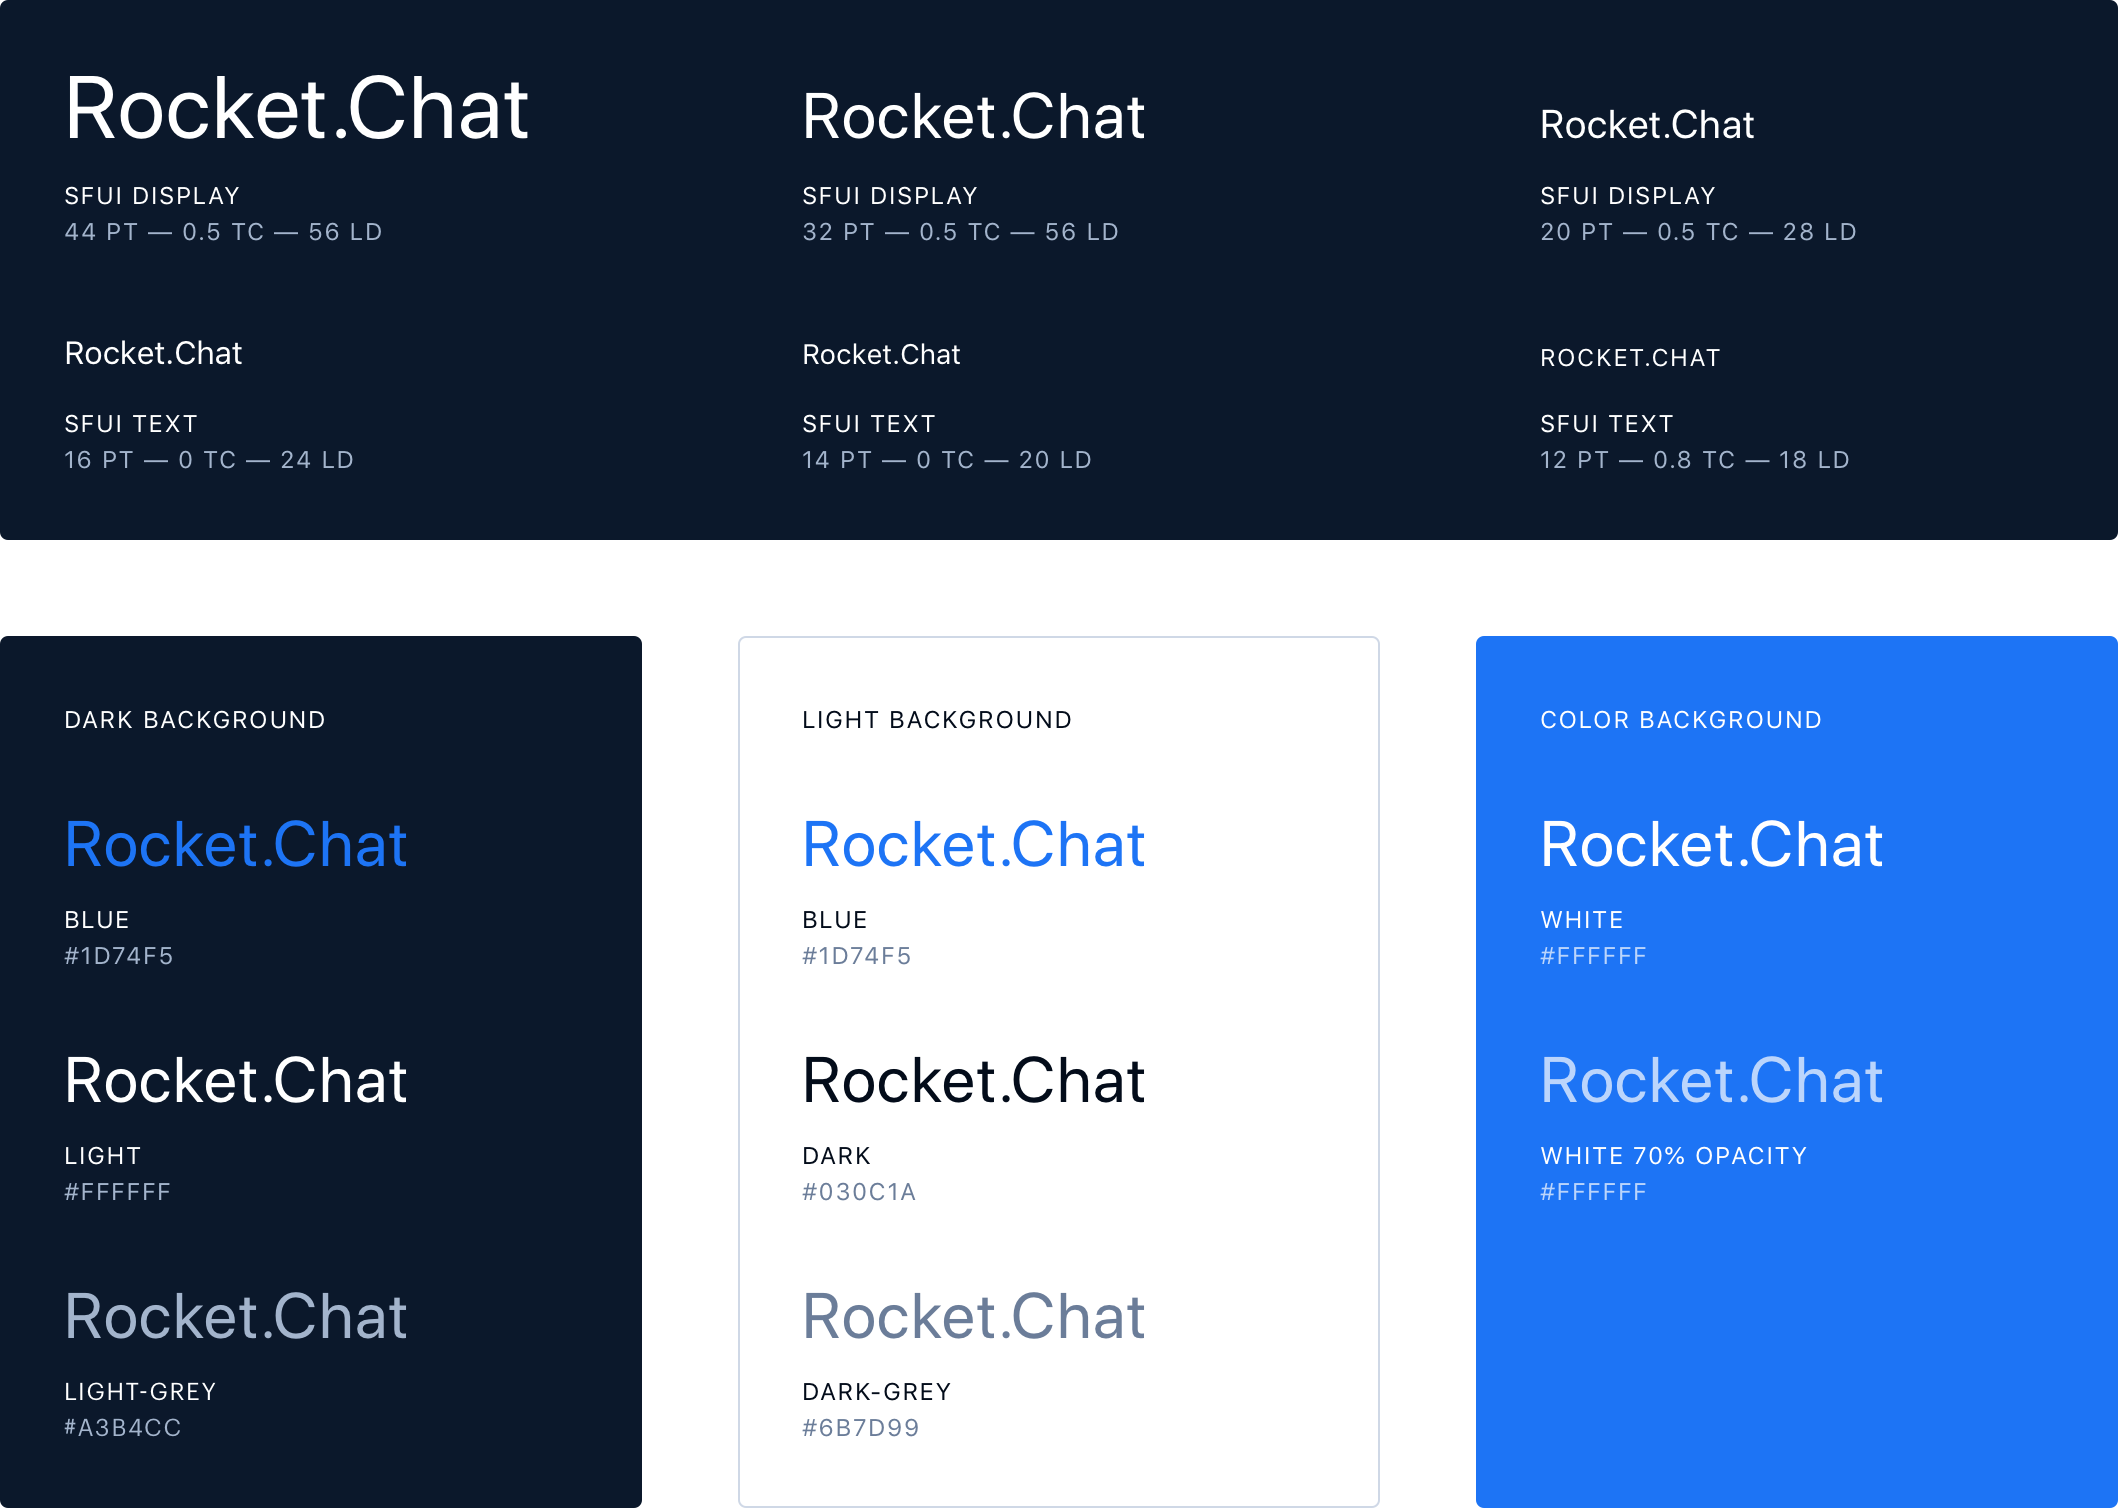 Rocket.Chat
SFUI DISPLAY
44 PT — 0.5 TC — 56 LD
Rocket.Chat
SFUI DISPLAY
32 PT — 0.5 TC — 56 LD
Rocket.Chat
SFUI DISPLAY
20 PT — 0.5 TC — 28 LD
Rocket.Chat
SFUI TEXT
16 PT — 0 TC — 24 LD
Rocket.Chat
SFUI TEXT
14 PT — 0 TC — 20 LD
ROCKET.CHAT
SFUI TEXT
12 PT — 0.8 TC — 18 LD
DARK BACKGROUND
Rocket.Chat
BLUE
#1D74F5
Rocket.Chat
LIGHT
#FFFFFF
Rocket.Chat
LIGHT-GREY
#A3B4CC
LIGHT BACKGROUND
Rocket.Chat
BLUE
#1D74F5
Rocket.Chat
DARK
#030C1A
Rocket.Chat
DARK-GREY
#6B7D99
COLOR BACKGROUND
Rocket.Chat
WHITE
#FFFFFF
Rocket.Chat
WHITE 70% OPACITY
#FFFFFF